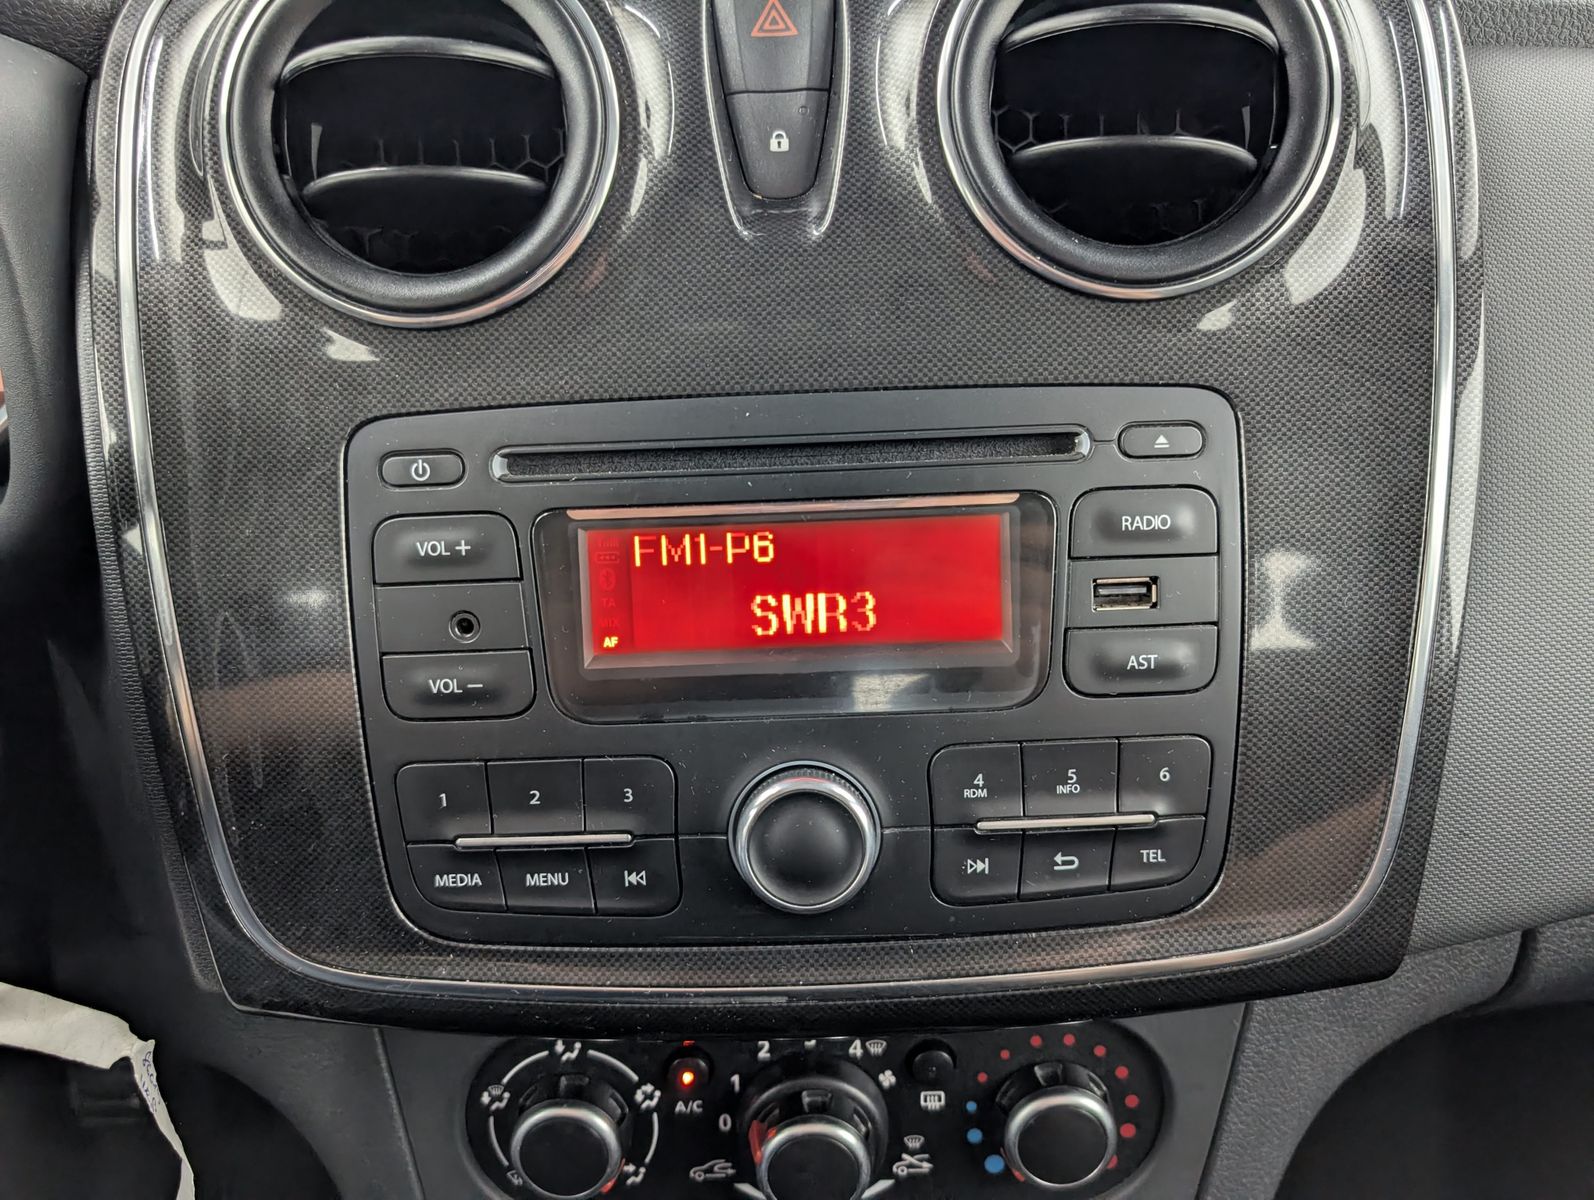 VOL +
VOL −
FM1-P6
SWR3
TA
MIX
AF
RADIO
AST
1
2
3
MEDIA
MENU
4
RDM
5
INFO
6
TEL
A/C
0
1
2
4